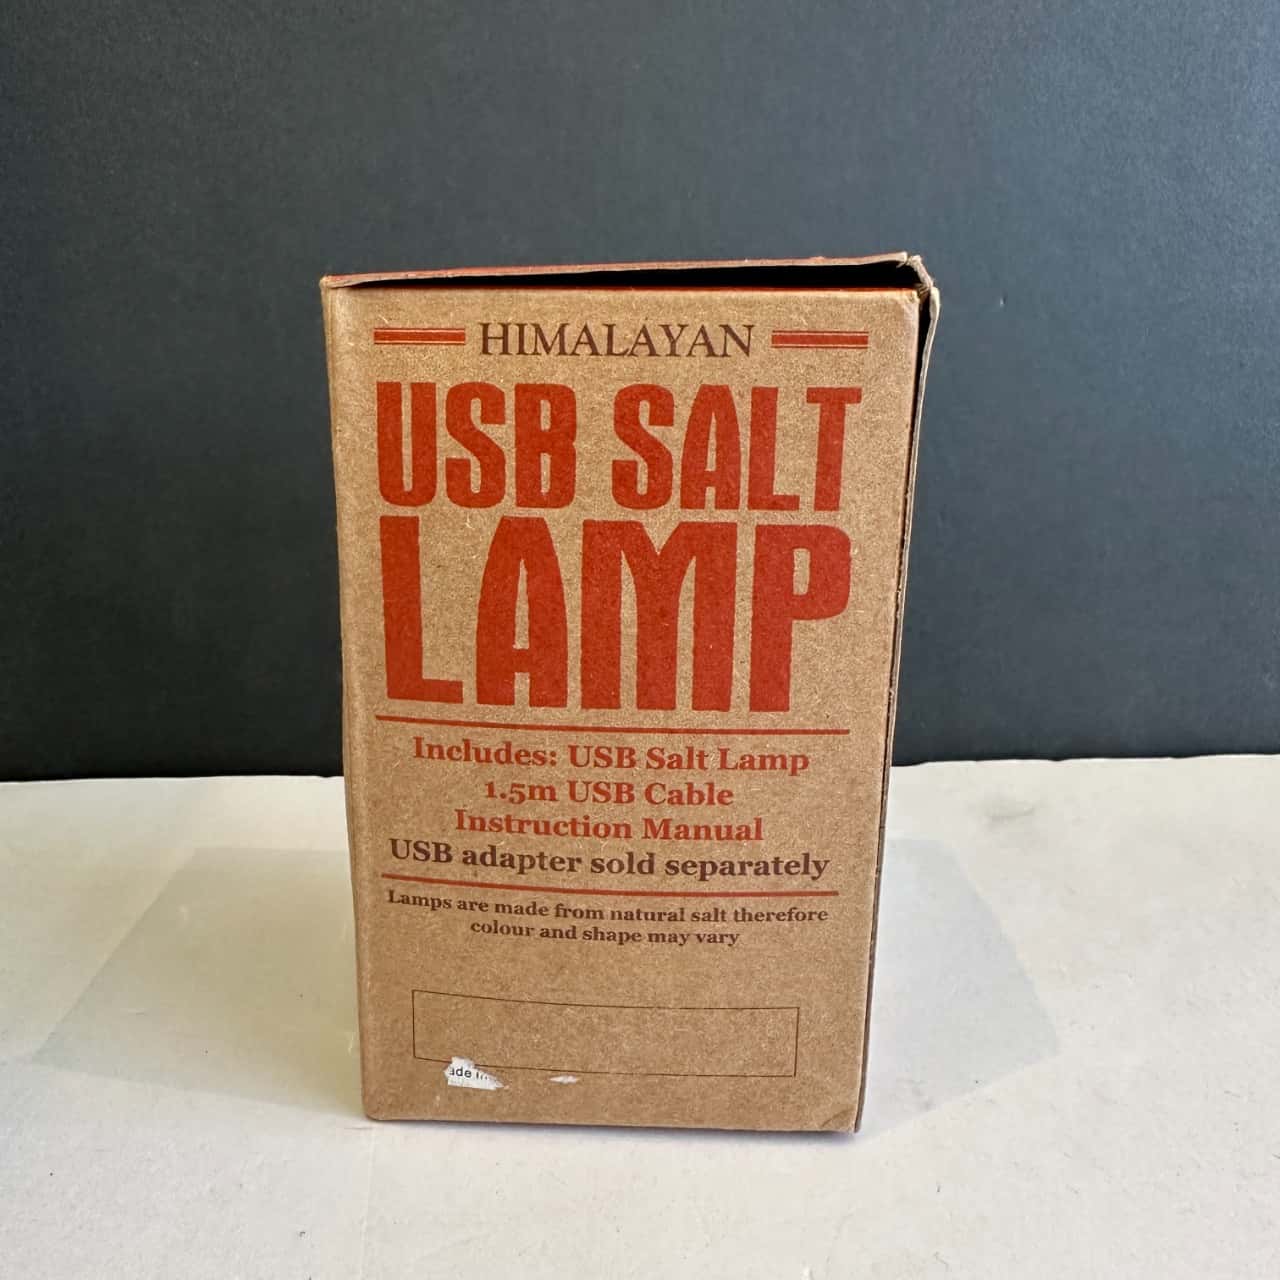 HIMALAYAN
USB SALT
LAMP
Includes: USB Salt Lamp
1.5m USB Cable
Instruction Manual
USB adapter sold separately
Lamps are made from natural salt therefore
colour and shape may vary